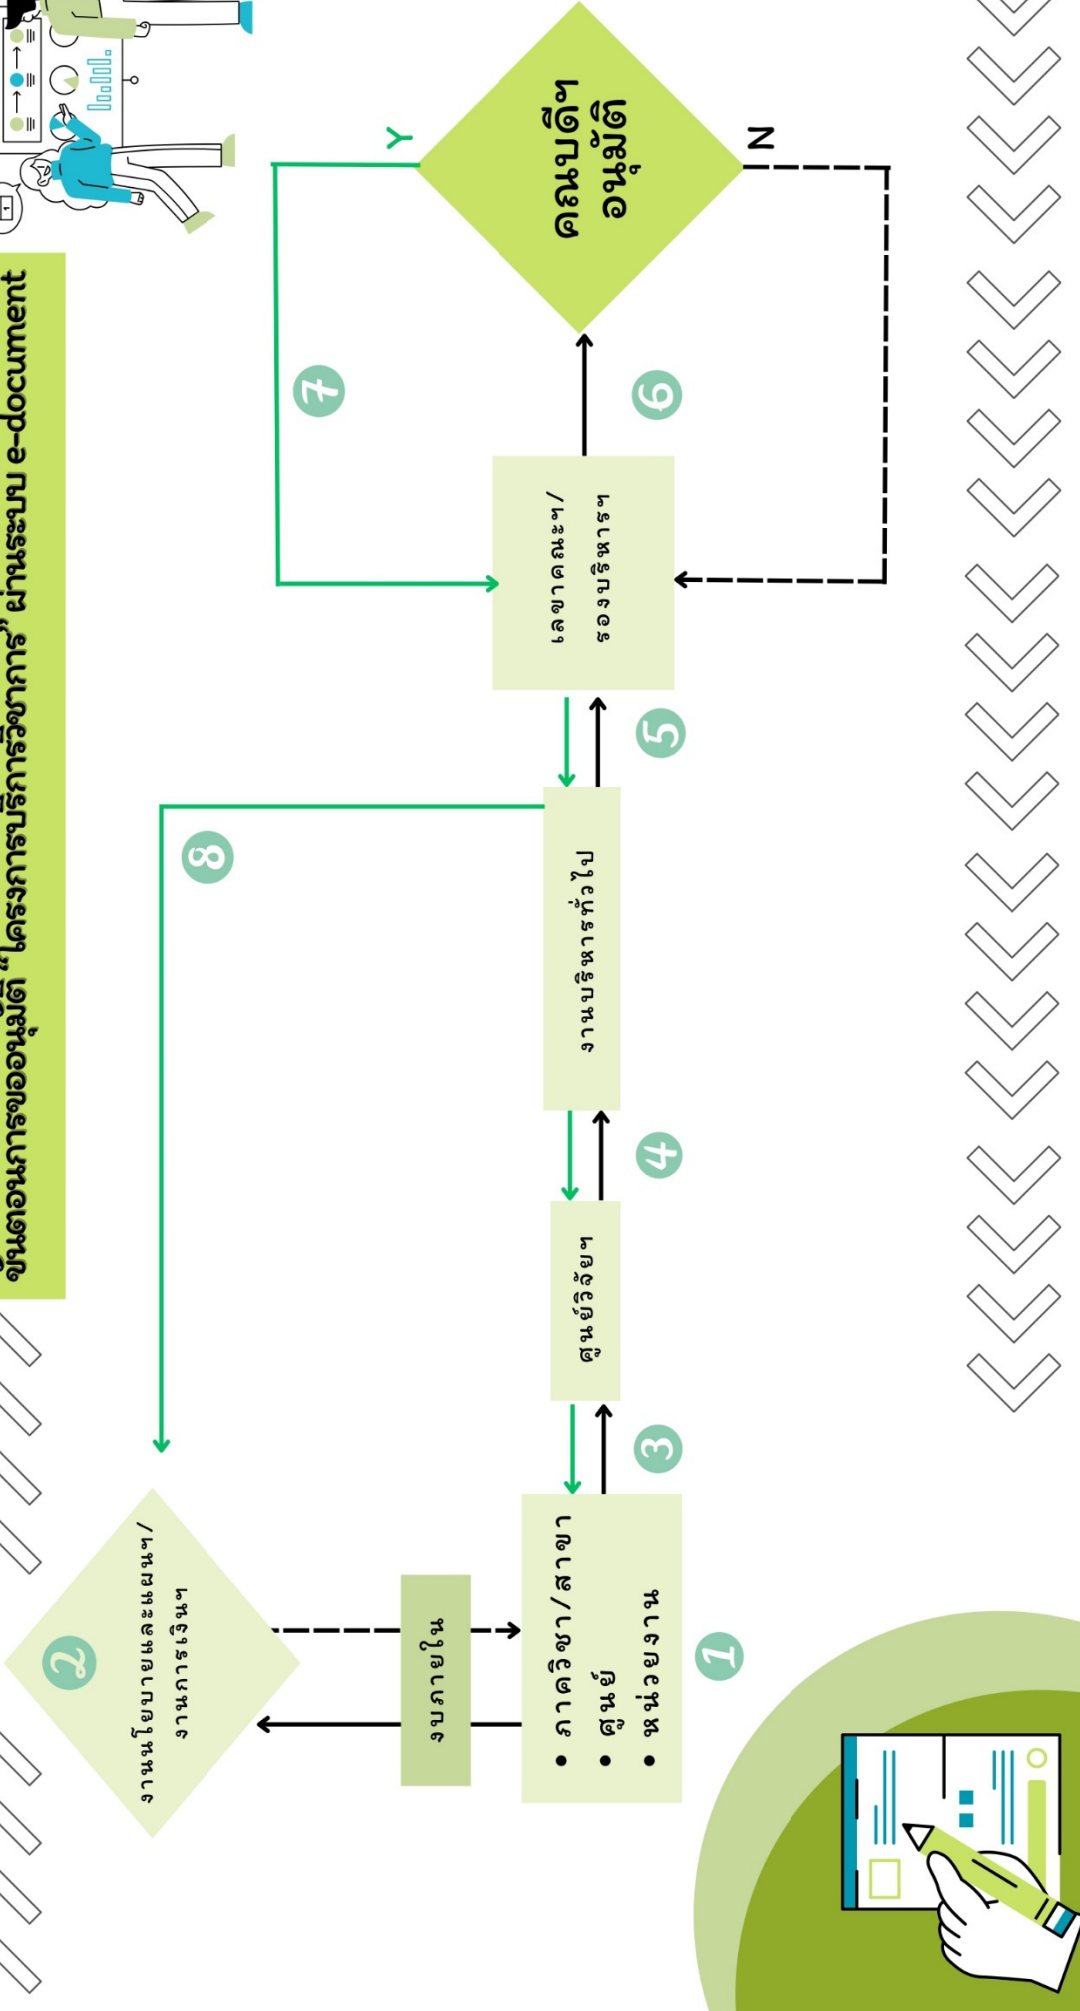 ขั้นตอนการขออนุมัติ “โครงการบริการวิชาการ” ผ่านระบบ e-document
2
งานนโยบายและแผนฯ/
งานการเงินฯ
งบภายใน
• ภาควิชา/สาขา
• ศูนย์
• หน่วยงาน
1
3
ศูนย์วิจัยฯ
4
งานบริหารทั่วไป
8
5
เลขาคณะฯ/
รองบริหารฯ
7
6
คณบดีฯ
อนุมัติ
Y
N
1